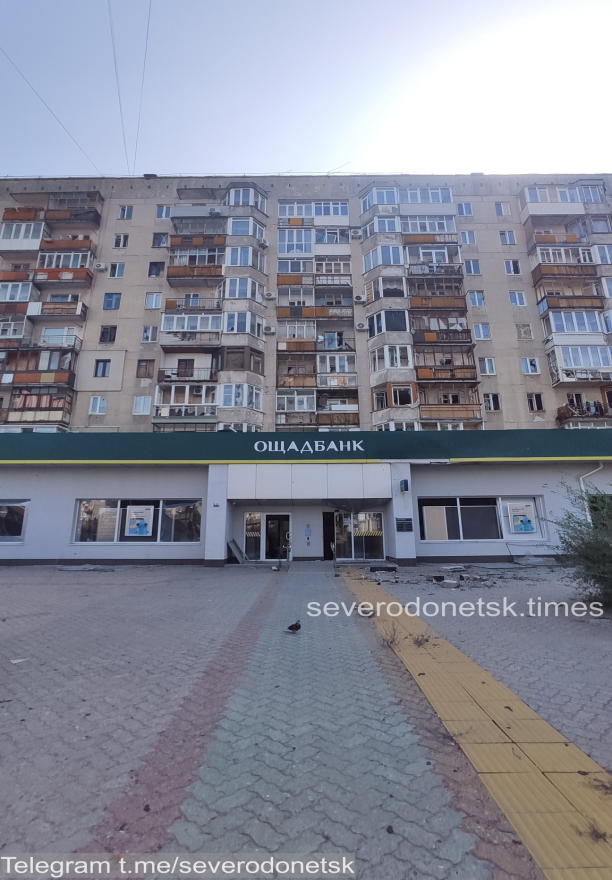 ОЩАДБАНК
severodonetsk.times
Telegram t.me/severodonetsk